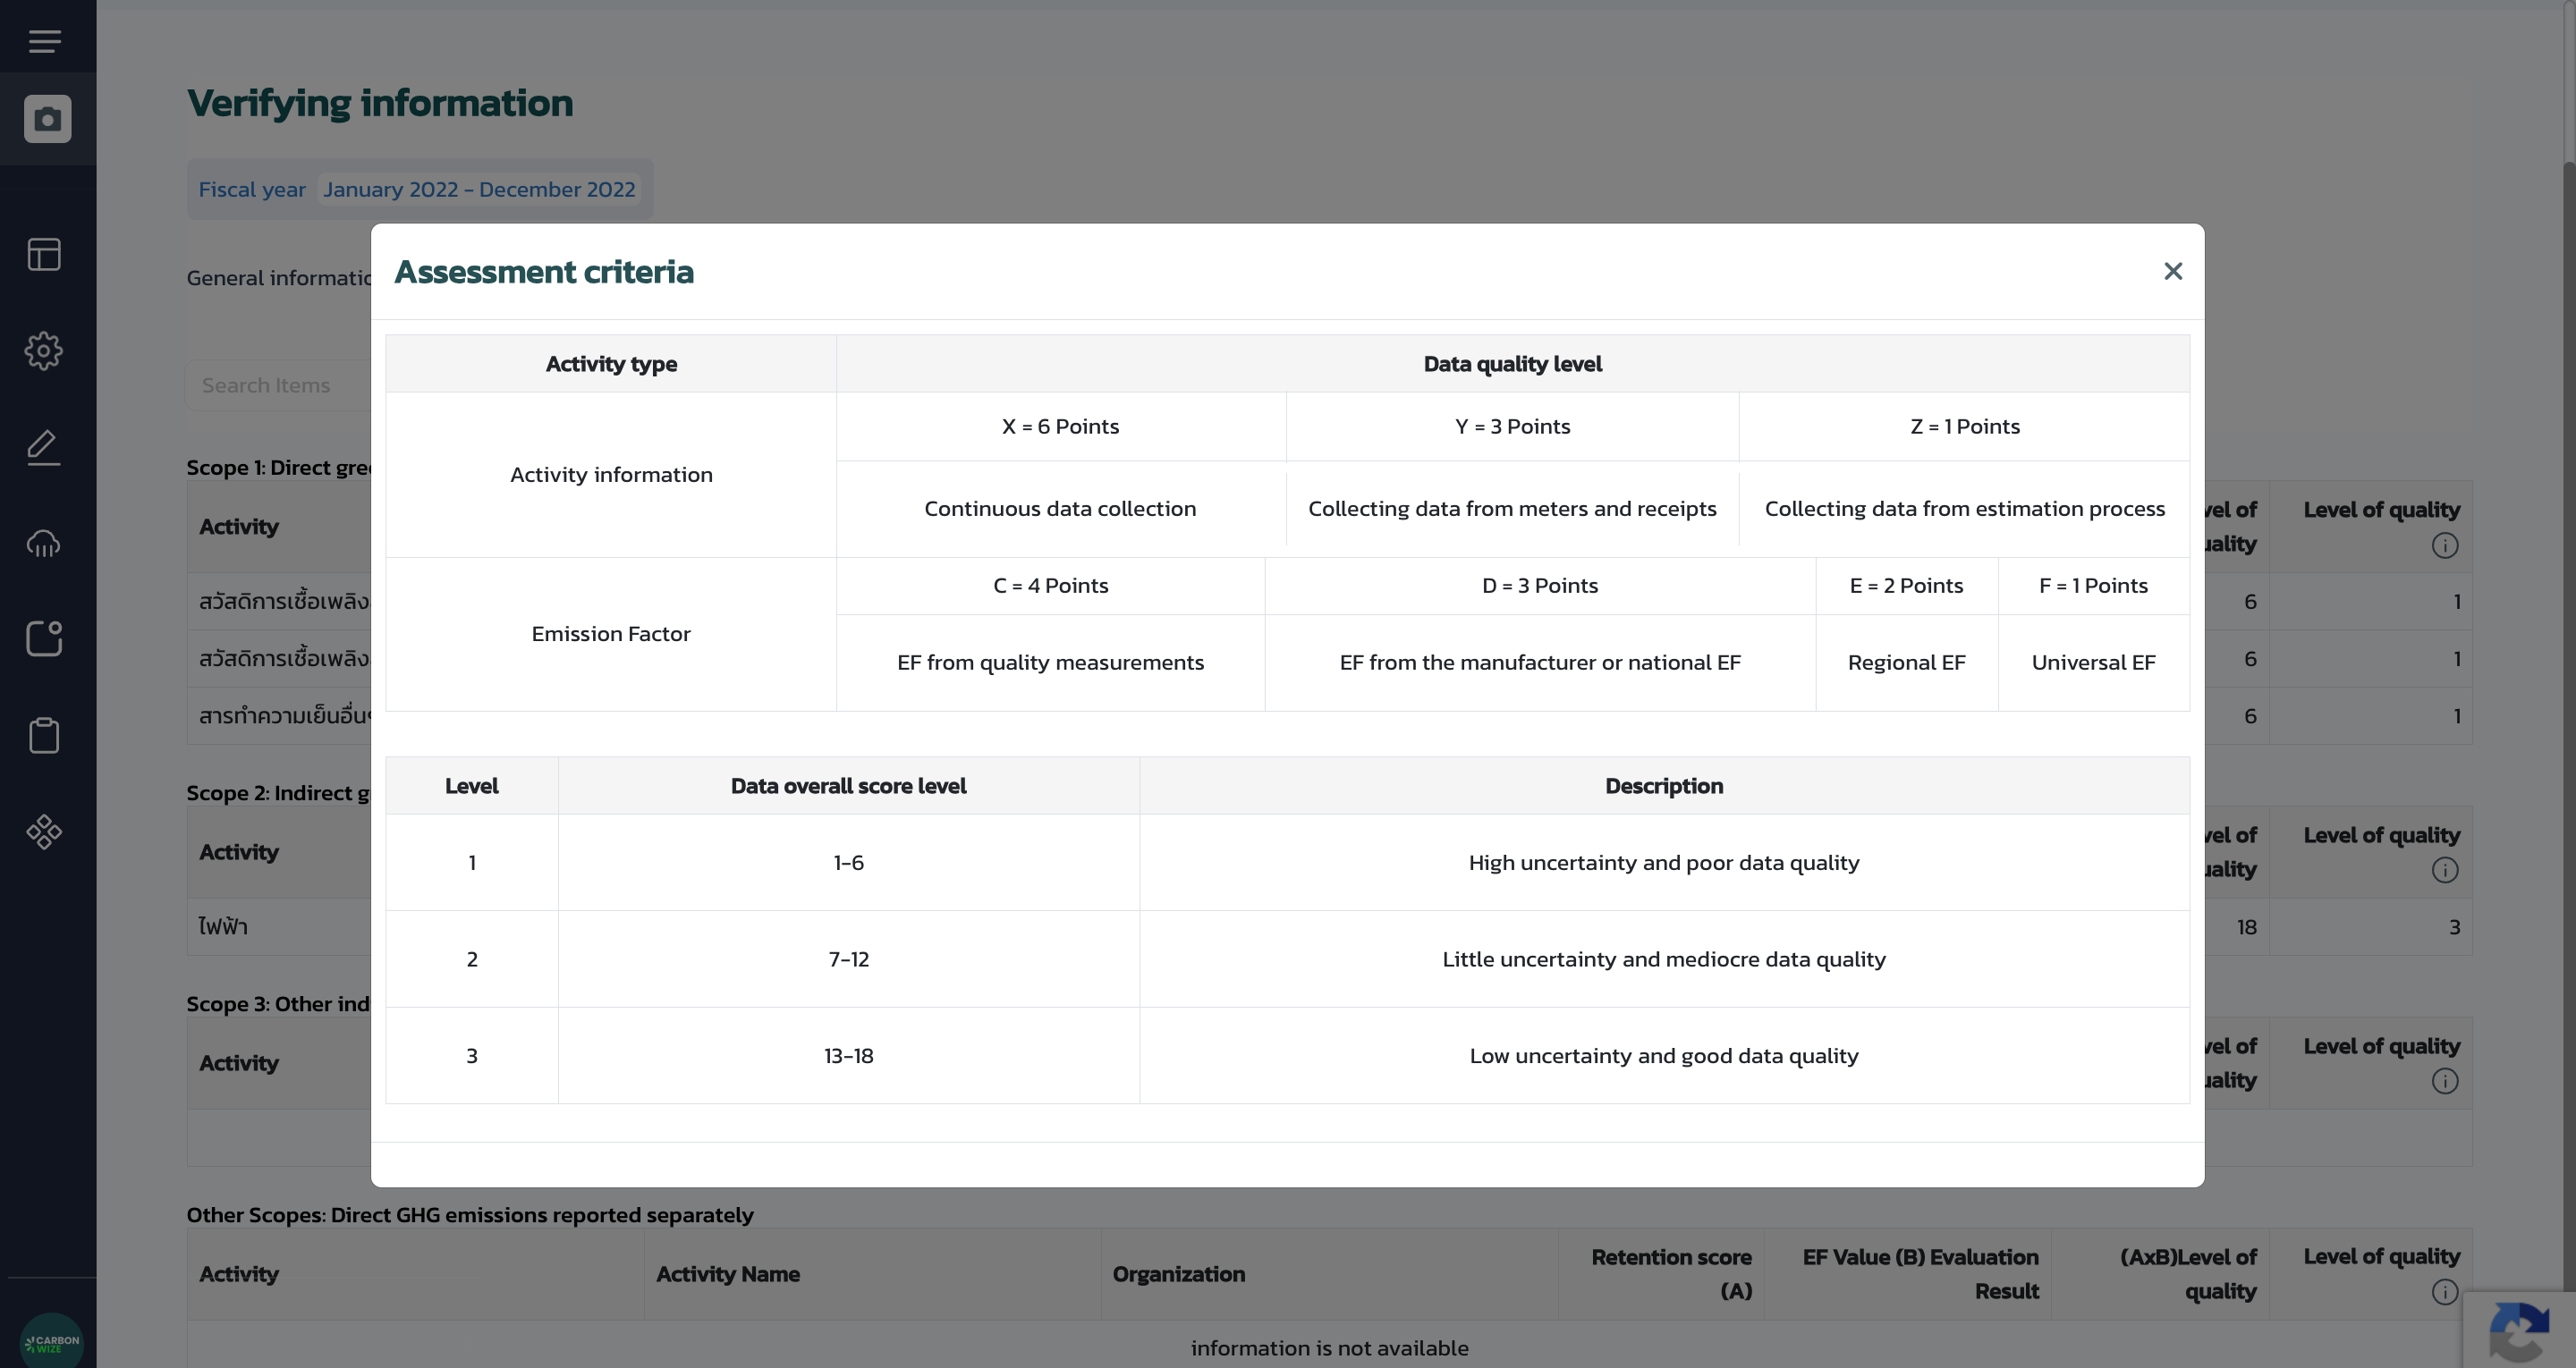 Verifying information
Fiscal year January 2022 - December 2022
General informatio
Search Items
Assessment criteria
Activity type
Data quality level
Activity information
X = 6 Points
Y = 3 Points
Z = 1 Points
Continuous data collection
Collecting data from meters and receipts
Collecting data from estimation process
Emission Factor
C = 4 Points
D = 3 Points
E = 2 Points
F = 1 Points
EF from quality measurements
EF from the manufacturer or national EF
Regional EF
Universal EF
Level
Data overall score level
Description
1
1-6
High uncertainty and poor data quality
2
7-12
Little uncertainty and mediocre data quality
3
13-18
Low uncertainty and good data quality
Scope 1: Direct gree
Activity
vel of
uality
Level of quality
สวัสดิการเชื้อเพลิง
6
1
สวัสดิการเชื้อเพลิง
6
1
สารทำความเย็นอื่นๆ
6
1
Scope 2: Indirect g
Activity
vel of
uality
Level of quality
ไฟฟ้า
18
3
Scope 3: Other ind
Activity
vel of
uality
Level of quality
Other Scopes: Direct GHG emissions reported separately
Activity
Activity Name
Organization
Retention score
(A)
EF Value (B) Evaluation
Result
(AxB)Level of
quality
Level of quality
information is not available
CARBON
WIZE